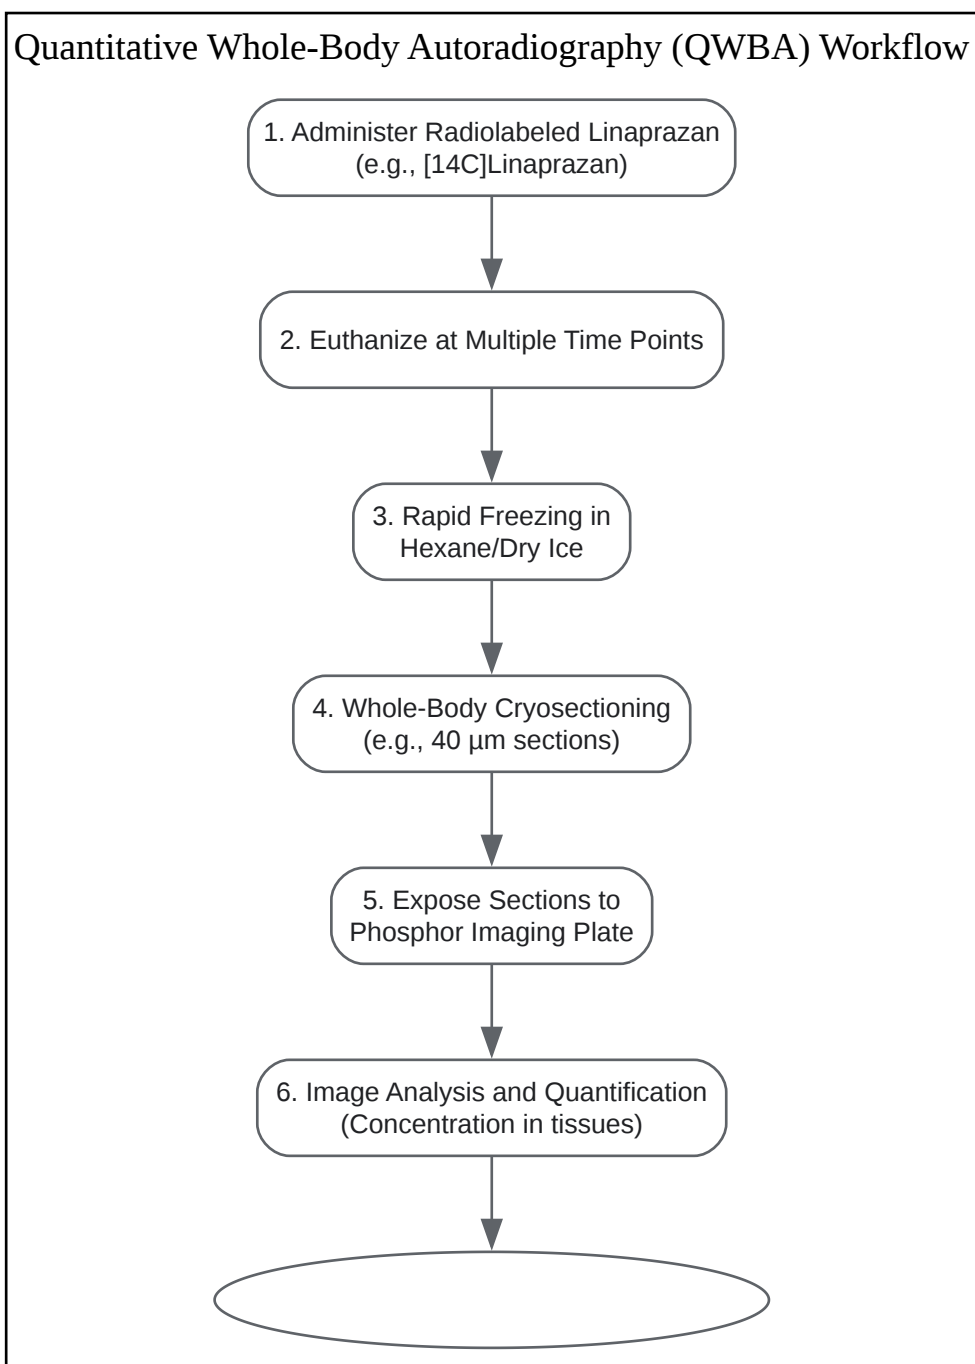 Quantitative Whole-Body Autoradiography (QWBA) Workflow
1. Administer Radiolabeled Linaprazan
(e.g., [14C]Linaprazan)
2. Euthanize at Multiple Time Points
3. Rapid Freezing in
Hexane/Dry Ice
4. Whole-Body Cryosectioning
(e.g., 40 µm sections)
5. Expose Sections to
Phosphor Imaging Plate
6. Image Analysis and Quantification
(Concentration in tissues)